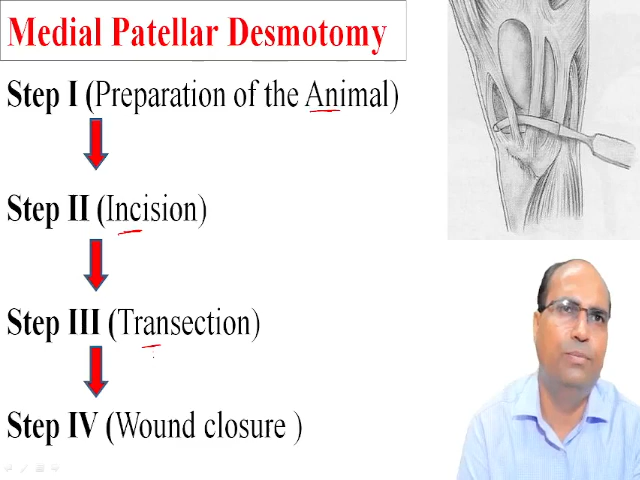 Medial Patellar Desmotomy
Step I (Preparation of the Animal)
Step II (Incision)
Step III (Transection)
Step IV (Wound closure )